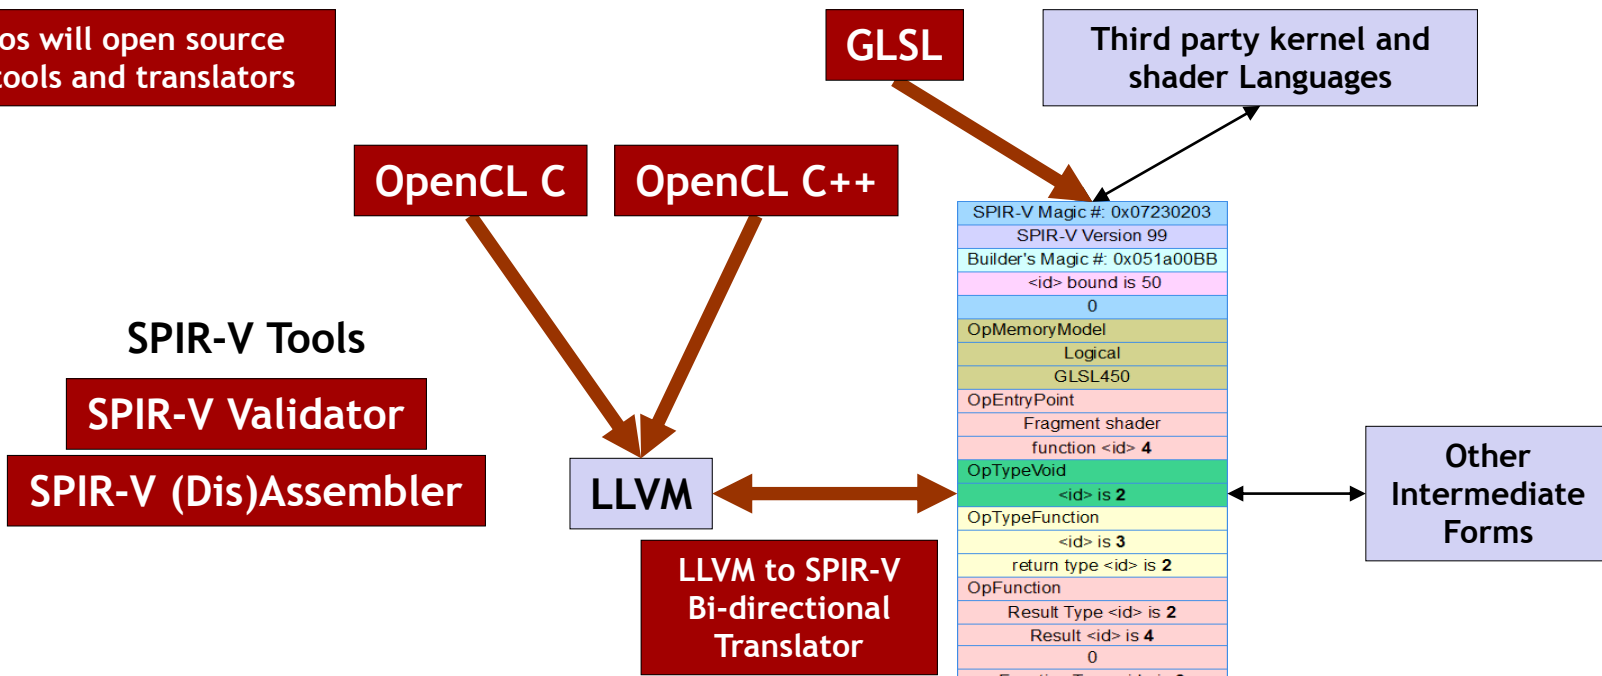 os will open source
tools and translators
GLSL
Third party kernel and
shader Languages
OpenCL C
OpenCL C++
SPIR-V Tools
SPIR-V Validator
SPIR-V (Dis)Assembler
LLVM
LLVM to SPIR-V
Bi-directional
Translator
SPIR-V Magic #: 0x07230203
SPIR-V Version 99
Builder's Magic #: 0x051a00BB
<id> bound is 50
0
OpMemoryModel
Logical
GLSL450
OpEntryPoint
Fragment shader
function <id> 4
OpTypeVoid
<id> is 2
OpTypeFunction
<id> is 3
return type <id> is 2
OpFunction
Result Type <id> is 2
Result <id> is 4
0
Other
Intermediate
Forms